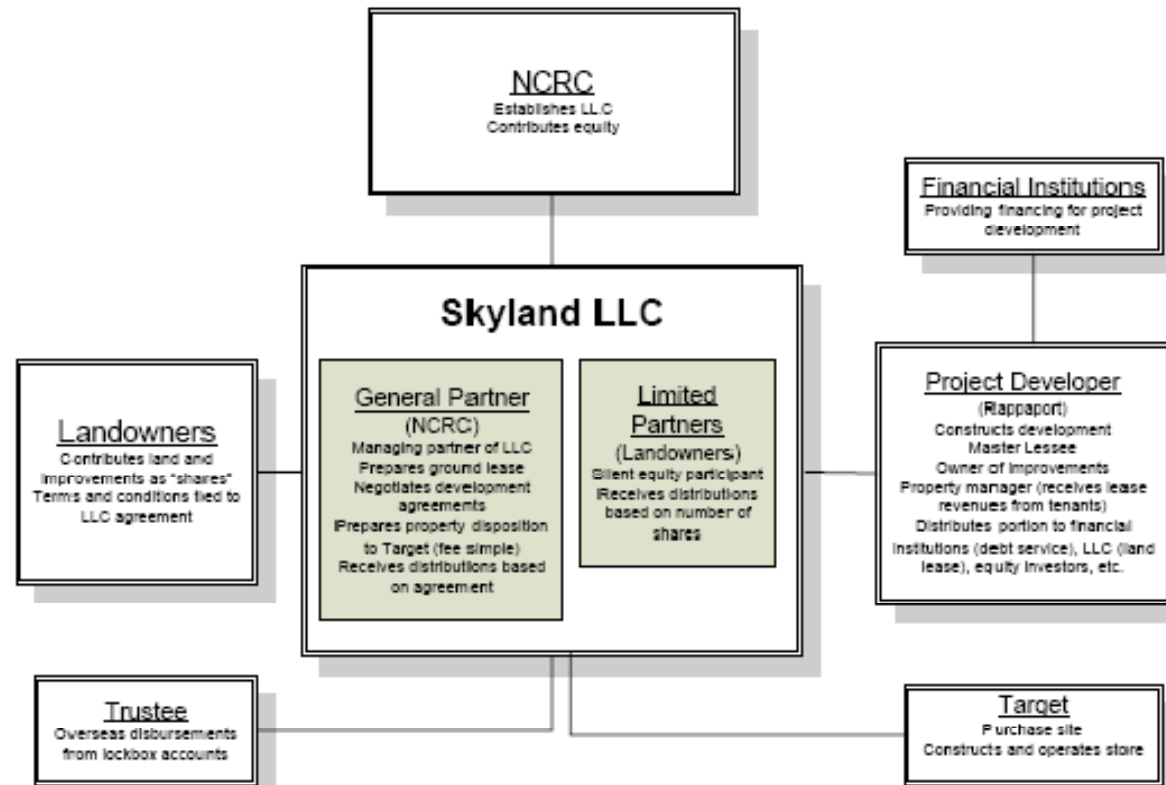 NCRC
Establishes LLC
Contributes equity
Financial Institutions
Providing financing for project
development
Skyland LLC
Landowners
Contributes land and
improvements as "shares"
Terms and conditions tied to
LLC agreement
General Partner
(NCRC)
Managing partner of LLC
Prepares ground lease
Negotiates development
agreements
Prepares property disposition
to Target (fee simple)
Receives distributions based
on agreement
Limited
Partners
(Landowners)
Silent equity participant
Receives distributions
based on number of
shares
Project Developer
(Rappaport)
Constructs development
Master Lessee
Owner of improvements
Property manager (receives lease
revenues from tenants)
Distributes portion to financial
institutions (debt service), LLC (land
lease), equity investors, etc.
Trustee
Overseas disbursements
from lockbox accounts
Target
Purchase site
Constructs and operates store